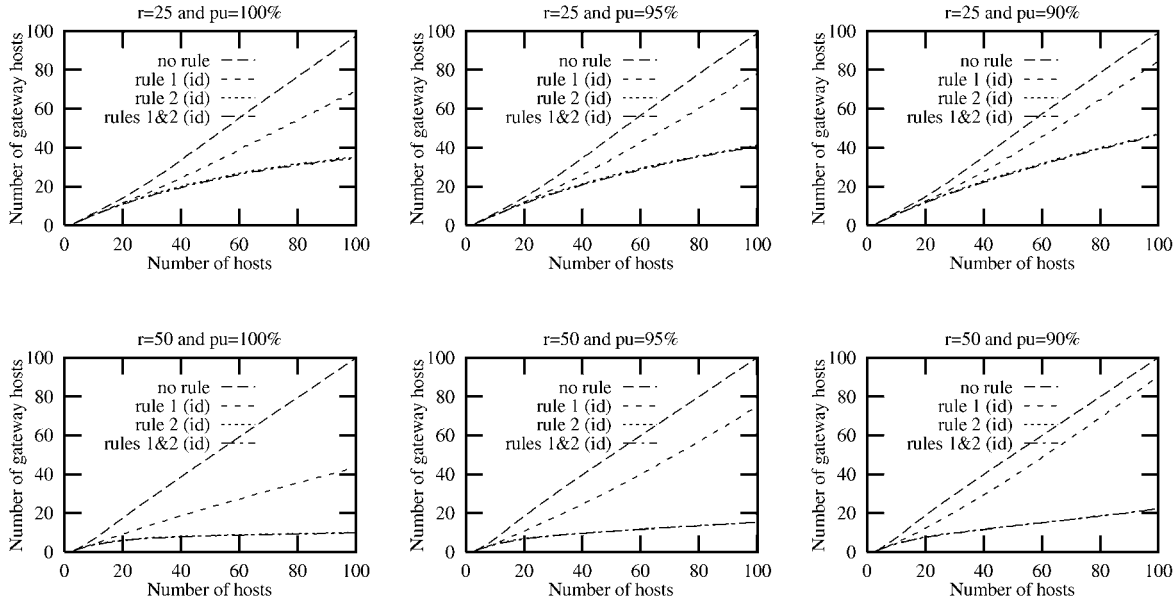 r=25 and pu=100%
Number of gateway hosts
100
80
60
40
20
0
no rule
rule 1 (id)
rule 2 (id)
rules 1&2 (id)
0 20 40 60 80 100
Number of hosts
r=25 and pu=95%
Number of gateway hosts
100
80
60
40
20
0
no rule
rule 1 (id)
rule 2 (id)
rules 1&2 (id)
0 20 40 60 80 100
Number of hosts
r=25 and pu=90%
Number of gateway hosts
100
80
60
40
20
0
no rule
rule 1 (id)
rule 2 (id)
rules 1&2 (id)
0 20 40 60 80 100
Number of hosts
r=50 and pu=100%
Number of gateway hosts
100
80
60
40
20
0
no rule
rule 1 (id)
rule 2 (id)
rules 1&2 (id)
0 20 40 60 80 100
Number of hosts
r=50 and pu=95%
Number of gateway hosts
100
80
60
40
20
0
no rule
rule 1 (id)
rule 2 (id)
rules 1&2 (id)
0 20 40 60 80 100
Number of hosts
r=50 and pu=90%
Number of gateway hosts
100
80
60
40
20
0
no rule
rule 1 (id)
rule 2 (id)
rules 1&2 (id)
0 20 40 60 80 100
Number of hosts